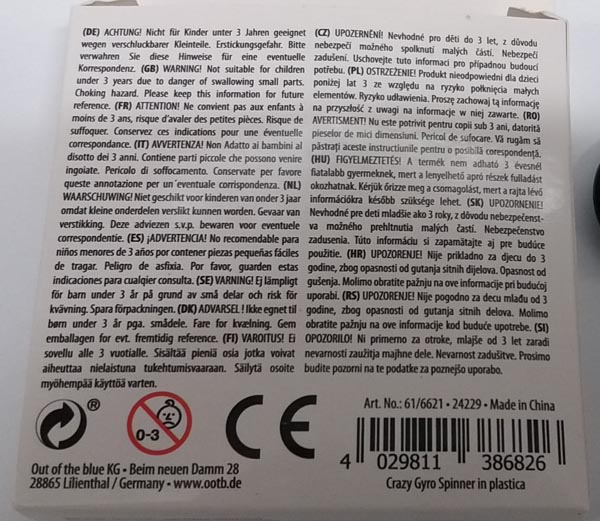 (DE) ACHTUNG! Nicht für Kinder unter 3 Jahren geeignet
wegen verschluckbarer Kleinteile. Erstickungsgefahr. Bitte
verwahren Sie diese Hinweise für eine eventuelle
Korrespondenz. (GB) WARNING! Not suitable for children
under 3 years due to danger of swallowing small parts.
Choking hazard. Please keep this information for future
reference. (FR) ATTENTION! Ne convient pas aux enfants à
moins de 3 ans, risque d'avaler des petites pièces. Risque de
suffoquer. Conservez ces indications pour une éventuelle
correspondance. (IT) AVVERTENZA! Non Adatto ai bambini al
disotto dei 3 anni. Contiene parti piccole che possono venire
ingoiate. Pericolo di soffocamento. Conservate per favore
queste annotazione per un´eventuale corrispondenza. (NL)
WAARSCHUWING! Niet geschikt voor kinderen van onder 3 jaar
omdat kleine onderdelen verslikt kunnen worden. Gevaar van
verstikking. Deze adviezen s.v.p. bewaren voor eventuele
correspondentie. (ES) ¡ADVERTENCIA! No recomendable para
niños menores de 3 años por contener piezas pequeñas fáciles
de tragar. Peligro de asfixia. Por favor, guarden estas
indicaciones para cualqier consulta. (SE) VARNING! Ej lämpligt
för barn under 3 år på grund av små delar och risk för
kvävning. Spara förpackningen. (DK) ADVARSEL! Ikke egnet til
børn under 3 år pga. smådele. Fare for kvælning. Gem
emballagen for evt. fremtidig reference. (FI) VAROITUS! Ei
sovellu alle 3 vuotialle. Sisältää pieniä osia jotka voivat
aiheuttaa nielaistuna tukehtumisvaaraan. Säilytä osoite
myöhempää käyttöä varten.
(CZ) UPOZERNĚNÍ! Nevhodné pro děti do 3 let, z důvodu
nebezpečí možného spolknutí malých částí. Nebezpečí
zadušení. Uschovejte tuto informaci pro případnou budoucí
potřebu. (PL) OSTRZEŻENIE! Produkt nieodpowiedni dla dzieci
poniżej lat 3 ze względu na ryzyko połknięcia małych
elementów. Ryzyko udławienia. Proszę zachowaj tą informację
na przyszłość z uwagi na informacje w niej zawarte. (RO)
AVERTISMENT! Nu este potrivit pentru copii sub 3 ani, datorită
pieselor de mici dimensiuni. Pericol de sufocare. Vă rugăm să
păstrați aceste instructiunile pentru o posibilă corespondență.
(HU) FIGYELMEZTETÉS! A termék nem adható 3 évesnél
fiatalabb gyermeknek, mert a lenyelhető apró részek fulladást
okozhatnak. Kérjük őrizze meg a csomagolást, mert a rajta lévő
információkra később szüksége lehet. (SK) UPOZORNENIE!
Nevhodné pre deti mladšie ako 3 roky, z dôvodu nebezpečenst-
va možného prehltnutia malých častí. Nebezpečenstvo
zadusenia. Túto informáciu si zapamätajte aj pre budúce
použitie. (HR) UPOZORENJE! Nije prikladno za djecu do 3
godine, zbog opasnosti od gutanja sitnih dijelova. Opasnost od
gušenja. Molimo obratite pažnju na ove informacije pri budućoj
uporabi. (RS) UPOZORENJE! Nije pogodno za decu mlađu od 3
godine, zbog opasnosti od gutanja sitnih delova. Molimo
obratite pažnju na ove informacije kod buduće upotrebe. (SI)
OPOZORILO! Ni primerno za otroke, mlajše od 3 let zaradi
nevarnosti zaužitja majhne dele. Nevarnost zadušitve. Prosimo
budite pozorni na te podatke za poznejšo uporabo.
®
0-3
CE
Out of the blue KG • Beim neuen Damm 28
28865 Lilienthal / Germany • www.ootb.de
Art. No.: 61/6621 • 24229 • Made in China
4 029811 386826
Crazy Gyro Spinner in plastica